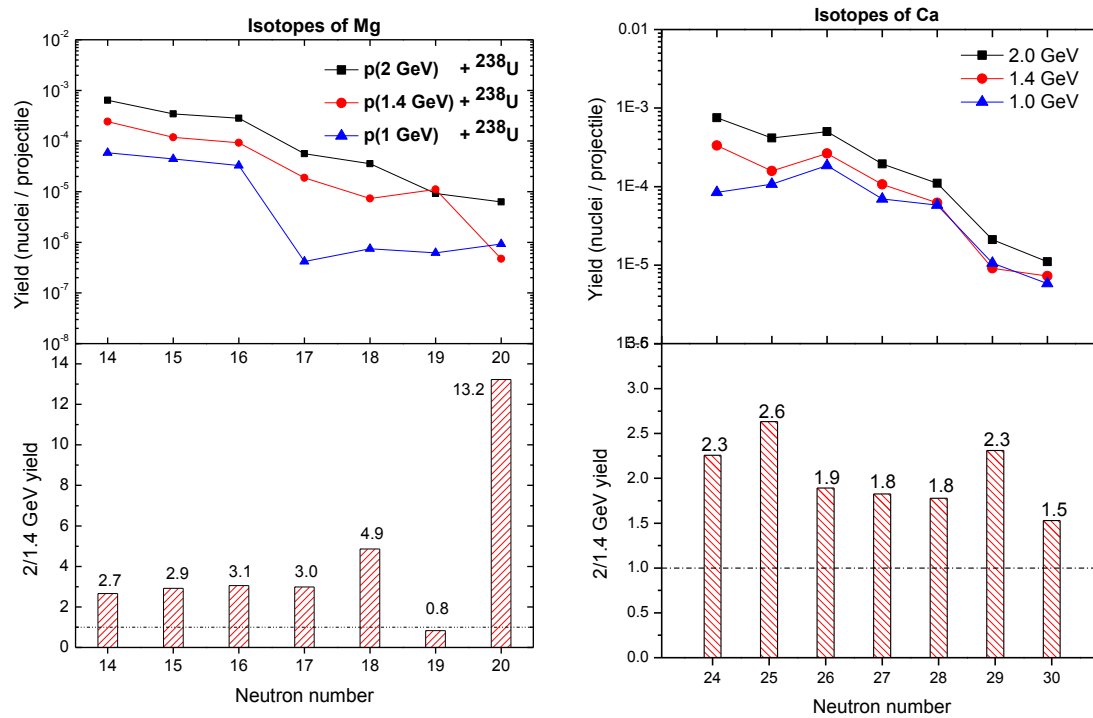 Isotopes of Mg
10^-2
10^-3
10^-4
10^-5
10^-6
10^-7
10^-8
Yield (nuclei / projectile)
p(2 GeV) + ^238U
p(1.4 GeV) + ^238U
p(1 GeV) + ^238U
14 15 16 17 18 19 20
14
12
10
8
6
4
2
0
2/1.4 GeV yield
2.7
2.9
3.1
3.0
4.9
0.8
13.2
14 15 16 17 18 19 20
Neutron number
Isotopes of Ca
0.01
1E-3
1E-4
1E-5
1E-6
Yield (nuclei / projectile)
2.0 GeV
1.4 GeV
1.0 GeV
3.5
3.0
2.5
2.0
1.5
1.0
0.5
0.0
2/1.4 GeV yield
2.3
2.6
1.9
1.8
1.8
2.3
1.5
24 25 26 27 28 29 30
Neutron number